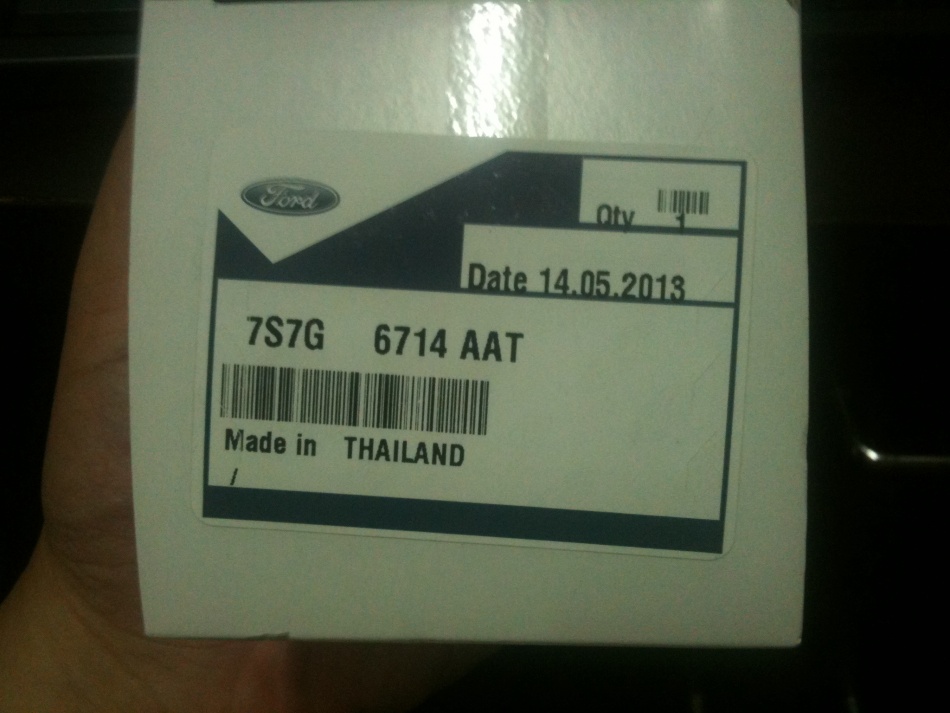 Ford
Qty 1
Date 14.05.2013
7S7G 6714 AAT
Made in THAILAND
/